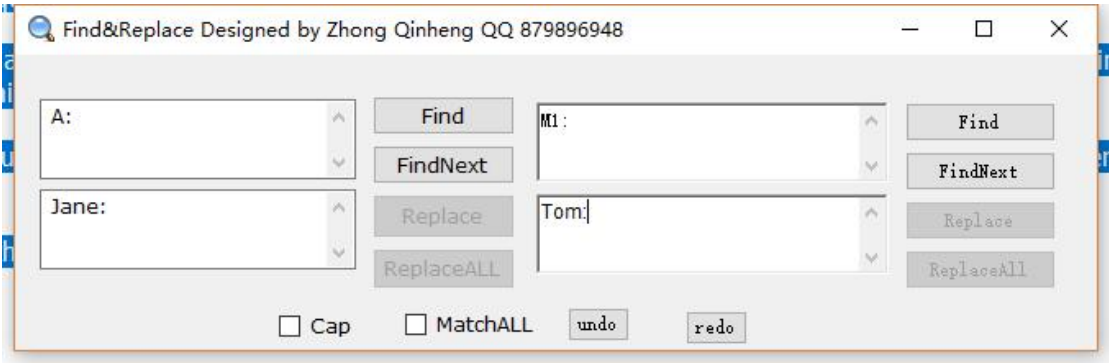 Find&Replace Designed by Zhong Qinheng QQ 879896948
A:
Find
M1:
Find
FindNext
FindNext
Jane:
Replace
Tom:
Replace
ReplaceALL
ReplaceAll
Cap
MatchALL
undo
redo